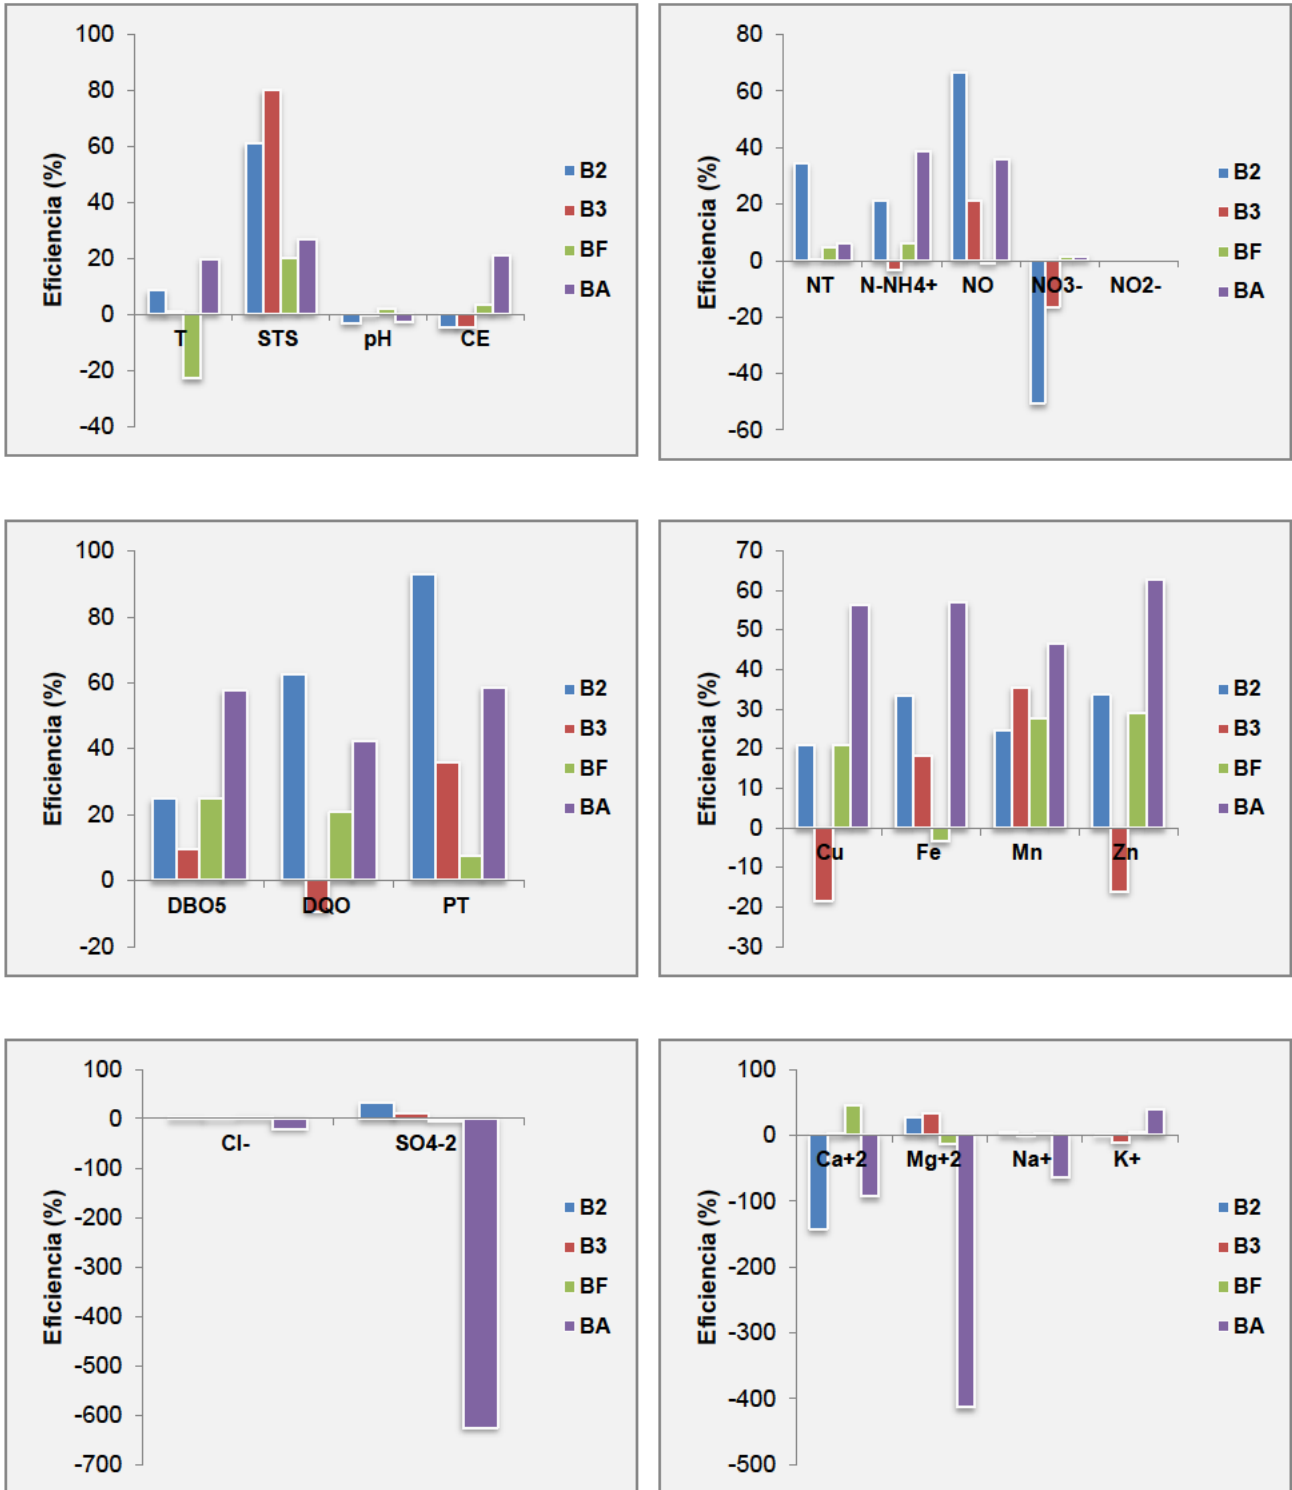 100
80
60
40
20
0
-20
-40
Eficiencia (%)
T STS pH CE
B2
B3
BF
BA
80
60
40
20
0
-20
-40
-60
Eficiencia (%)
NT N-NH4+ NO NO3- NO2-
B2
B3
BF
BA
100
80
60
40
20
0
-20
Eficiencia (%)
DBO5 DQO PT
B2
B3
BF
BA
70
60
50
40
30
20
10
0
-10
-20
-30
Eficiencia (%)
Cu Fe Mn Zn
B2
B3
BF
BA
100
0
-100
-200
-300
-400
-500
-600
-700
Eficiencia (%)
Cl- SO4-2
B2
B3
BF
BA
100
0
-100
-200
-300
-400
-500
Eficiencia (%)
Ca+2 Mg+2 Na+ K+
B2
B3
BF
BA